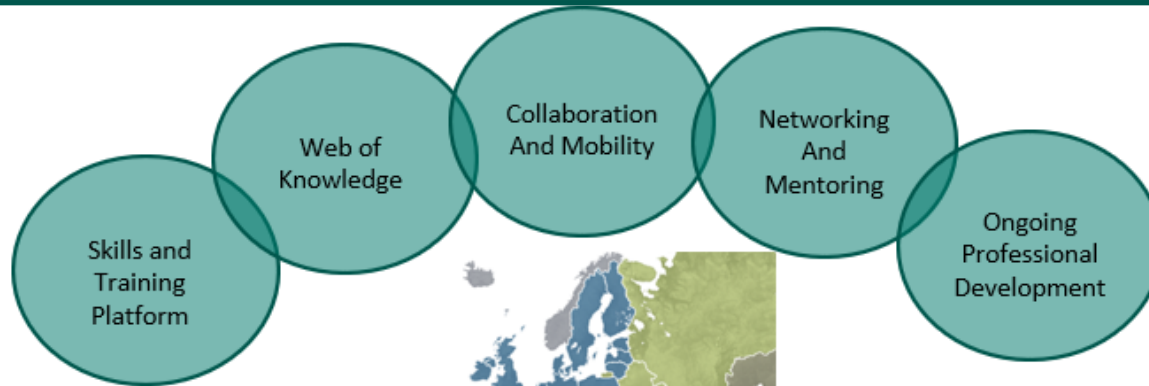 Skills and
Training
Platform
Web of
Knowledge
Collaboration
And Mobility
Networking
And
Mentoring
Ongoing
Professional
Development